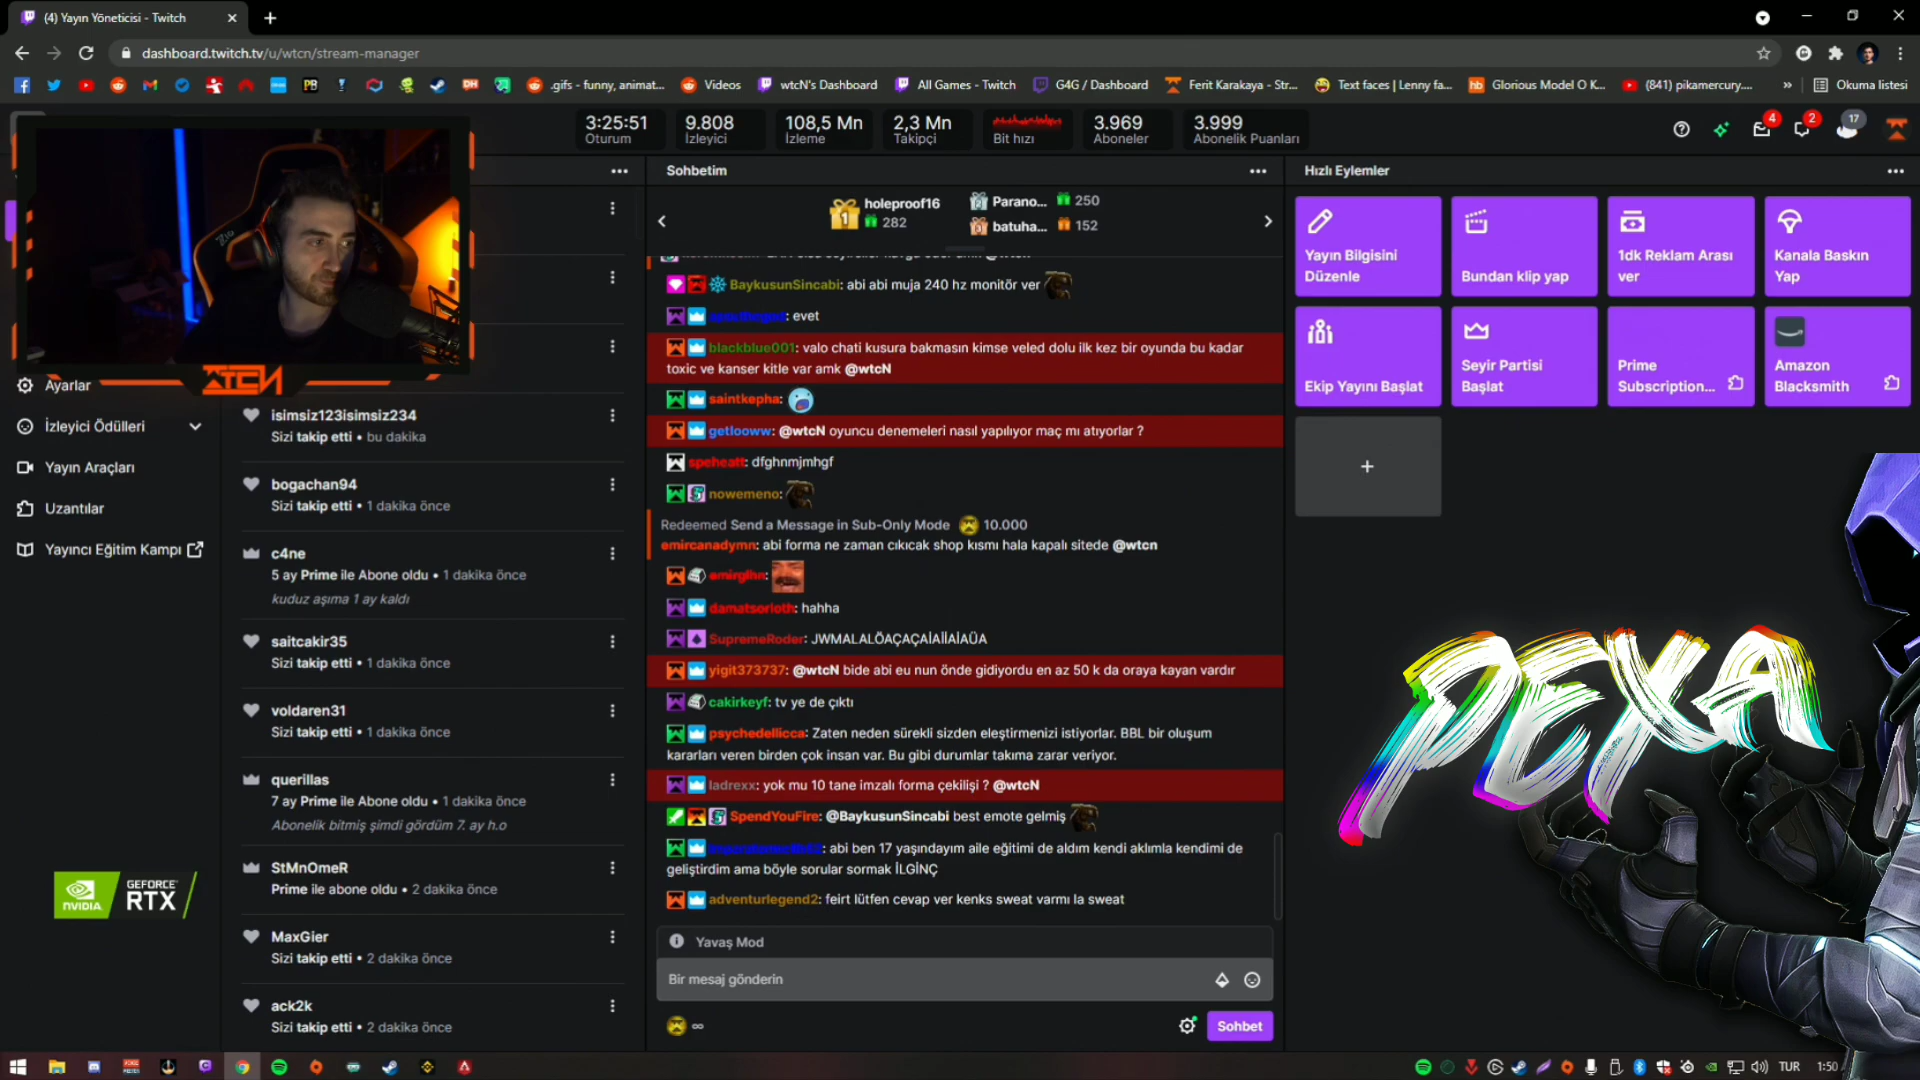 (4) Yayın Yöneticisi - Twitch
dashboard.twitch.tv/u/wtcn/stream-manager
.gifs - funny, animat...
Videos
wtcN's Dashboard
All Games - Twitch
G4G / Dashboard
Ferit Karakaya - Str...
Text faces | Lenny fa...
Glorious Model O K...
(841) pikamercury....
»
Okuma listesi
3:25:51
Oturum
9.808
İzleyici
108,5 Mn
İzleme
2,3 Mn
Takipçi
Bit hızı
3.969
Aboneler
3.999
Abonelik Puanları
4
2
17
WTCN
Ayarlar
İzleyici Ödülleri
Yayın Araçları
Uzantılar
Yayıncı Eğitim Kampı
NVIDIA
GEFORCE
RTX
isimsiz123isimsiz234
Sizi takip etti • bu dakika
bogachan94
Sizi takip etti • 1 dakika önce
c4ne
5 ay Prime ile Abone oldu • 1 dakika önce
kuduz aşıma 1 ay kaldı
saitcakir35
Sizi takip etti • 1 dakika önce
voldaren31
Sizi takip etti • 1 dakika önce
querillas
7 ay Prime ile Abone oldu • 1 dakika önce
Abonelik bitmiş şimdi gördüm 7. ay h.o
StMnOmeR
Prime ile abone oldu • 2 dakika önce
MaxGier
Sizi takip etti • 2 dakika önce
ack2k
Sizi takip etti • 2 dakika önce
Sohbetim
1
holeproof16
282
Parano...
250
batuha...
152
BaykusunSincabi: abi abi muja 240 hz monitör ver
: evet
blackblue001: valo chati kusura bakmasın kimse veled dolu ilk kez bir oyunda bu kadar
toxic ve kanser kitle var amk @wtcN
saintkepha:
getlooww: @wtcN oyuncu denemeleri nasıl yapılıyor maç mı atıyorlar ?
speheatt: dfghnmjmhgf
nowemeno:
Redeemed Send a Message in Sub-Only Mode 10.000
emircanadymn: abi forma ne zaman cıkıcak shop kısmı hala kapalı sitede @wtcn
emirglhn:
damatsorloth: hahha
SupremeRoder: JWMALALÖAÇAÇAİAİİAİAÜA
yigit373737: @wtcN bide abi eu nun önde gidiyordu en az 50 k da oraya kayan vardır
cakirkeyf: tv ye de çıktı
psychedellicca: Zaten neden sürekli sizden eleştirmenizi istiyorlar. BBL bir oluşum
kararları veren birden çok insan var. Bu gibi durumlar takıma zarar veriyor.
ladrexx: yok mu 10 tane imzalı forma çekilişi ? @wtcN
SpendYouFire: @BaykusunSincabi best emote gelmiş
: abi ben 17 yaşındayım aile eğitimi de aldım kendi aklımla kendimi de
geliştirdim ama böyle sorular sormak İLGİNÇ
adventurlegend2: feirt lütfen cevap ver kenks sweat varmı la sweat
Yavaş Mod
Bir mesaj gönderin
∞
Sohbet
Hızlı Eylemler
Yayın Bilgisini
Düzenle
Bundan klip yap
1dk Reklam Arası
ver
Kanala Baskın
Yap
Ekip Yayını Başlat
Seyir Partisi
Başlat
Prime
Subscription...
Amazon
Blacksmith
+
PEXA
TUR
1:50